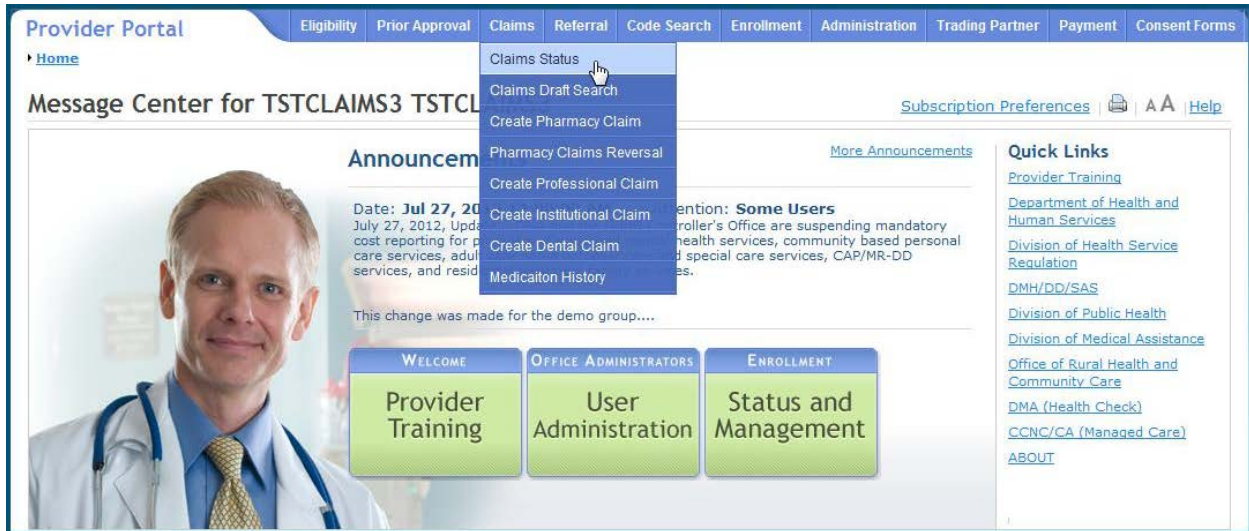 Provider Portal
Eligibility Prior Approval Claims Referral Code Search Enrollment Administration Trading Partner Payment Consent Forms
Home
Claims Status
Claims Draft Search
Create Pharmacy Claim
Pharmacy Claims Reversal
Create Professional Claim
Create Institutional Claim
Create Dental Claim
Medicaiton History
Message Center for TSTCLAIMS3 TSTCL
Subscription Preferences | A A | Help
Announcem
More Announcements
Date: Jul 27, 20 Some Users
July 27, 2012, Upda Office are suspending mandatory
cost reporting for p health services, community based personal
care services, adul special care services, CAP/MR-DD
services, and resid
This change was made for the demo group....
WELCOME
Provider
Training
OFFICE ADMINISTRATORS
User
Administration
ENROLLMENT
Status and
Management
Quick Links
Provider Training
Department of Health and
Human Services
Division of Health Service
Regulation
DMH/DD/SAS
Division of Public Health
Division of Medical Assistance
Office of Rural Health and
Community Care
DMA (Health Check)
CCNC/CA (Managed Care)
ABOUT